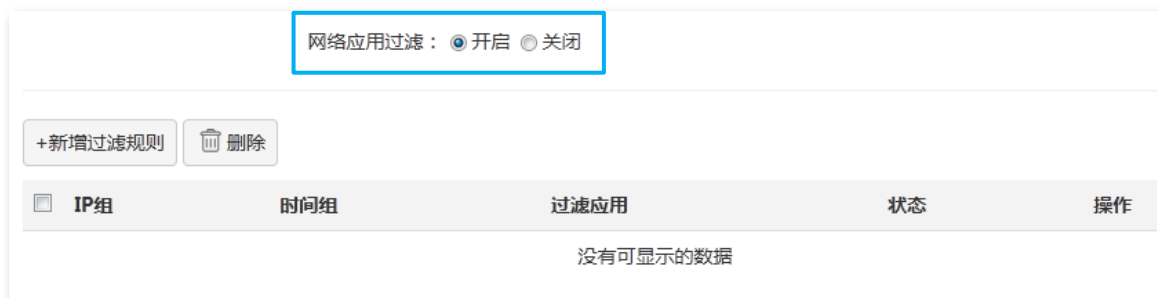 网络应用过滤： 开启 关闭
+新增过滤规则 删除
IP组 时间组 过滤应用 状态 操作
没有可显示的数据